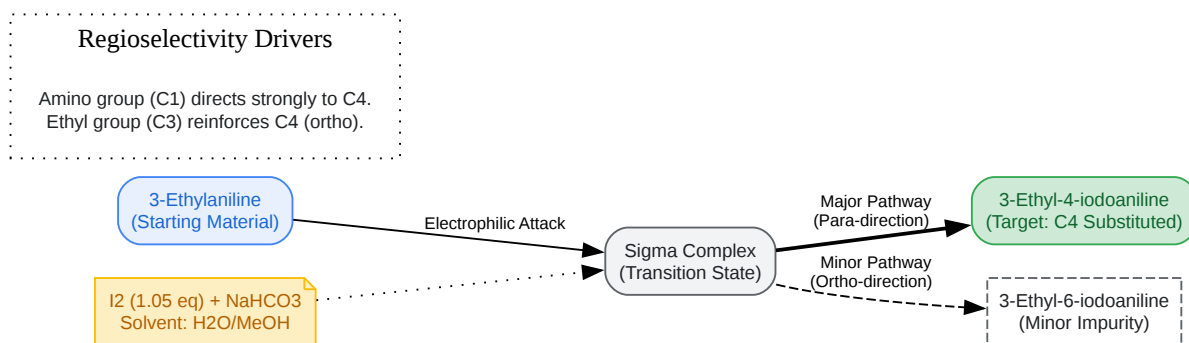 Regioselectivity Drivers
Amino group (C1) directs strongly to C4.
Ethyl group (C3) reinforces C4 (ortho).
3-Ethylaniline
(Starting Material)
Electrophilic Attack
I2 (1.05 eq) + NaHCO3
Solvent: H2O/MeOH
Sigma Complex
(Transition State)
Major Pathway
(Para-direction)
Minor Pathway
(Ortho-direction)
3-Ethyl-4-iodoaniline
(Target: C4 Substituted)
3-Ethyl-6-iodoaniline
(Minor Impurity)